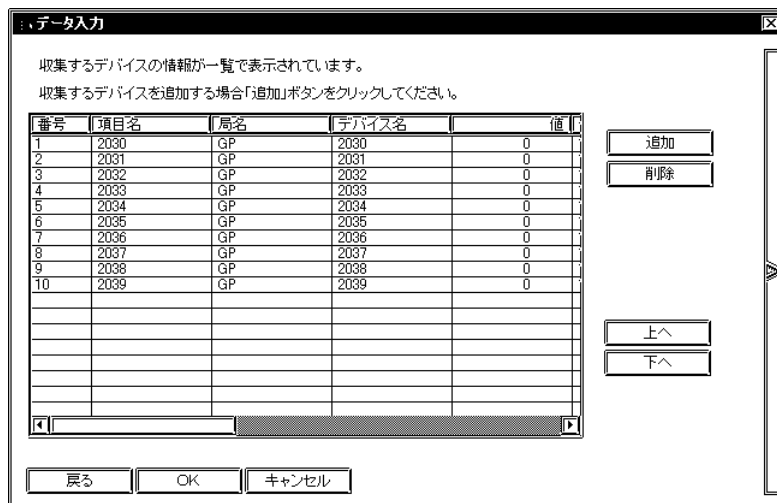 データ入力
収集するデバイスの情報が一覧で表示されています。
収集するデバイスを追加する場合「追加」ボタンをクリックしてください。
番号 項目名 局名 デバイス名 値
1 2030 GP 2030 0
2 2031 GP 2031 0
3 2032 GP 2032 0
4 2033 GP 2033 0
5 2034 GP 2034 0
6 2035 GP 2035 0
7 2036 GP 2036 0
8 2037 GP 2037 0
9 2038 GP 2038 0
10 2039 GP 2039 0
追加
削除
上へ
下へ
戻る OK キャンセル